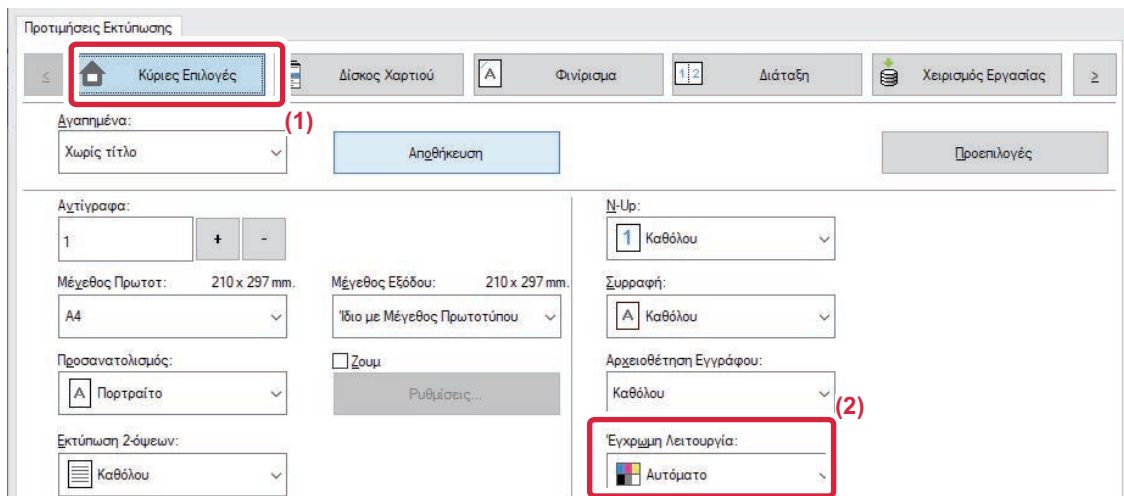 Προτιμήσεις Εκτύπωσης
< Κύριες Επιλογές Δίσκος Χαρτιού A Φινίρισμα 1 2 Διάταξη Χειρισμός Εργασίας >
(1)
Αγαπημένα:
Χωρίς τίτλο Αποθήκευση Προεπιλογές
Αντίγραφα: N-Up:
1 + - 1 Καθόλου
Μέγεθος Πρωτοτ: 210 x 297 mm. Μέγεθος Εξόδου: 210 x 297 mm. Συρραφή:
A4 Ίδιο με Μέγεθος Πρωτοτύπου A Καθόλου
Προσανατολισμός: Ζουμ Αρχειοθέτηση Εγγράφου:
A Πορτραίτο Ρυθμίσεις... Καθόλου
(2)
Εκτύπωση 2-όψεων: Έγχρωμη Λειτουργία:
Καθόλου Αυτόματο